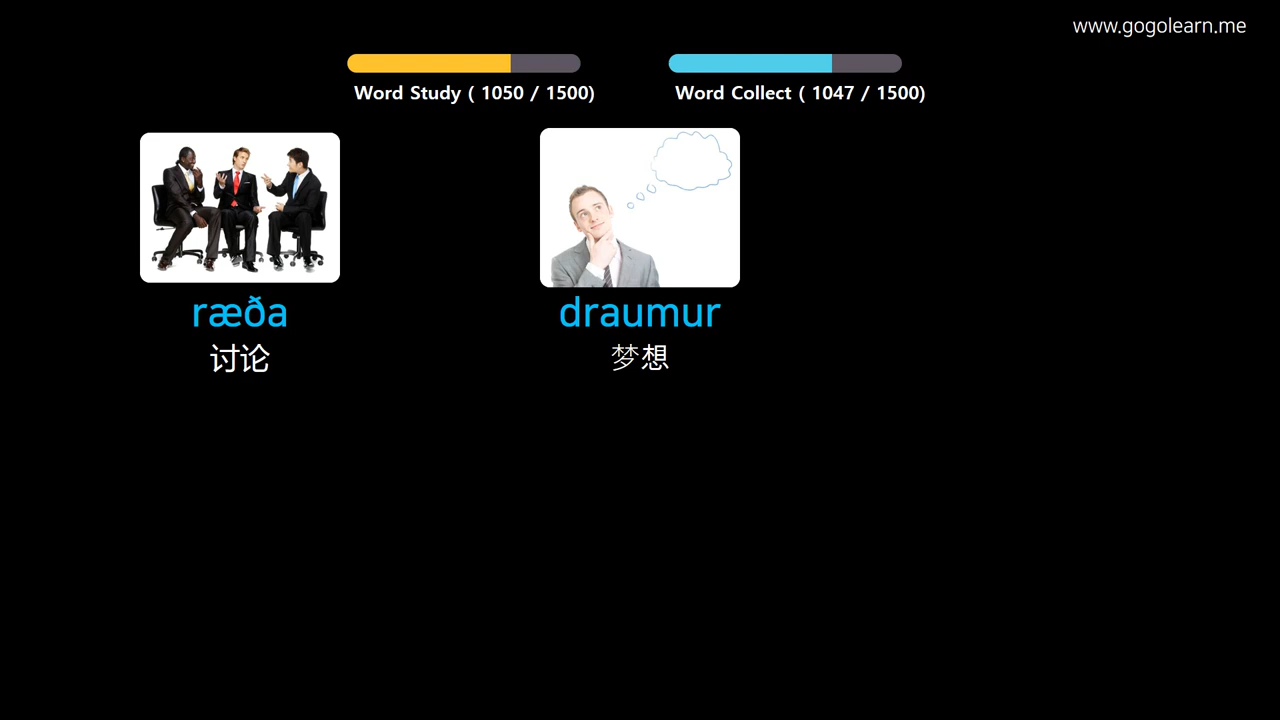 www.gogolearn.me
Word Study ( 1050 / 1500)
Word Collect ( 1047 / 1500)
ræða
讨论
draumur
梦想